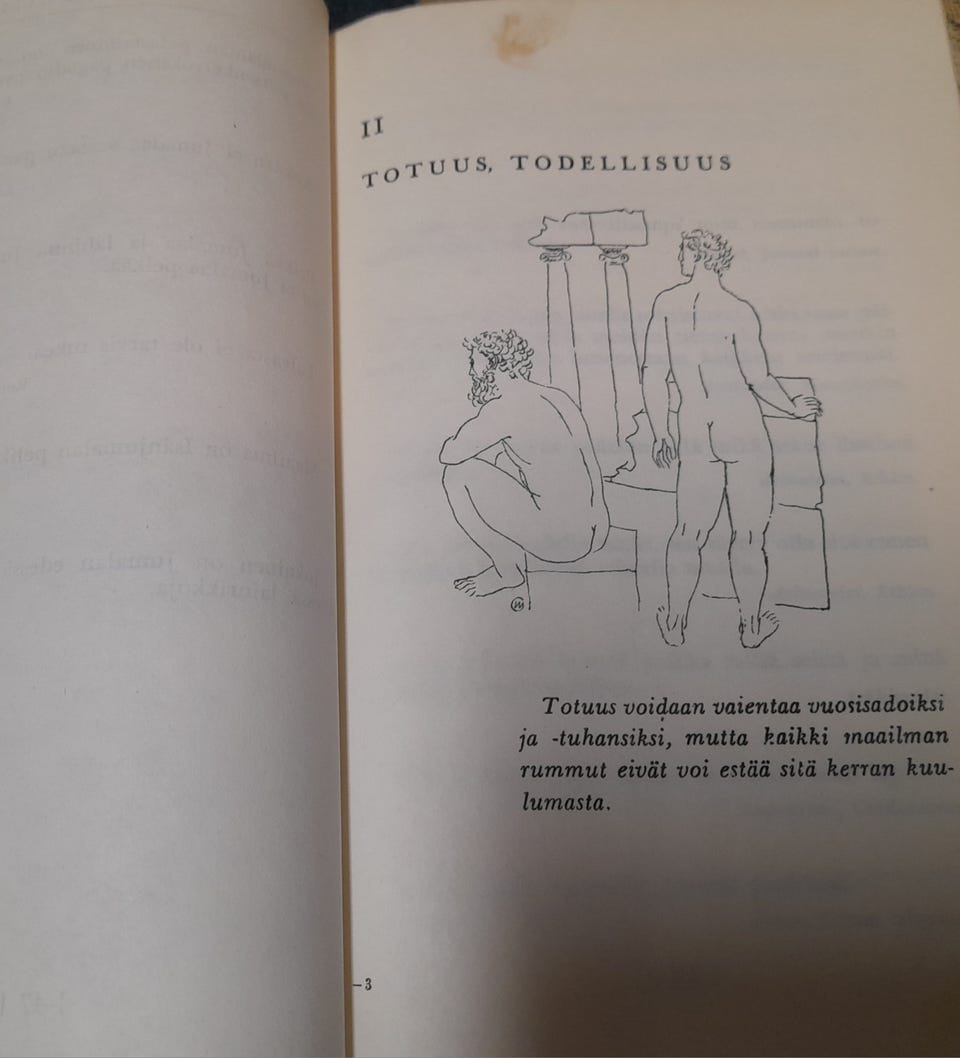 II
TOTUUS, TODELLISUUS
Totuus voidaan vaientaa vuosisadoiksi
ja -tuhansiksi, mutta kaikki maailman
rummut eivät voi estää sitä kerran kuu-
lumasta.
—3